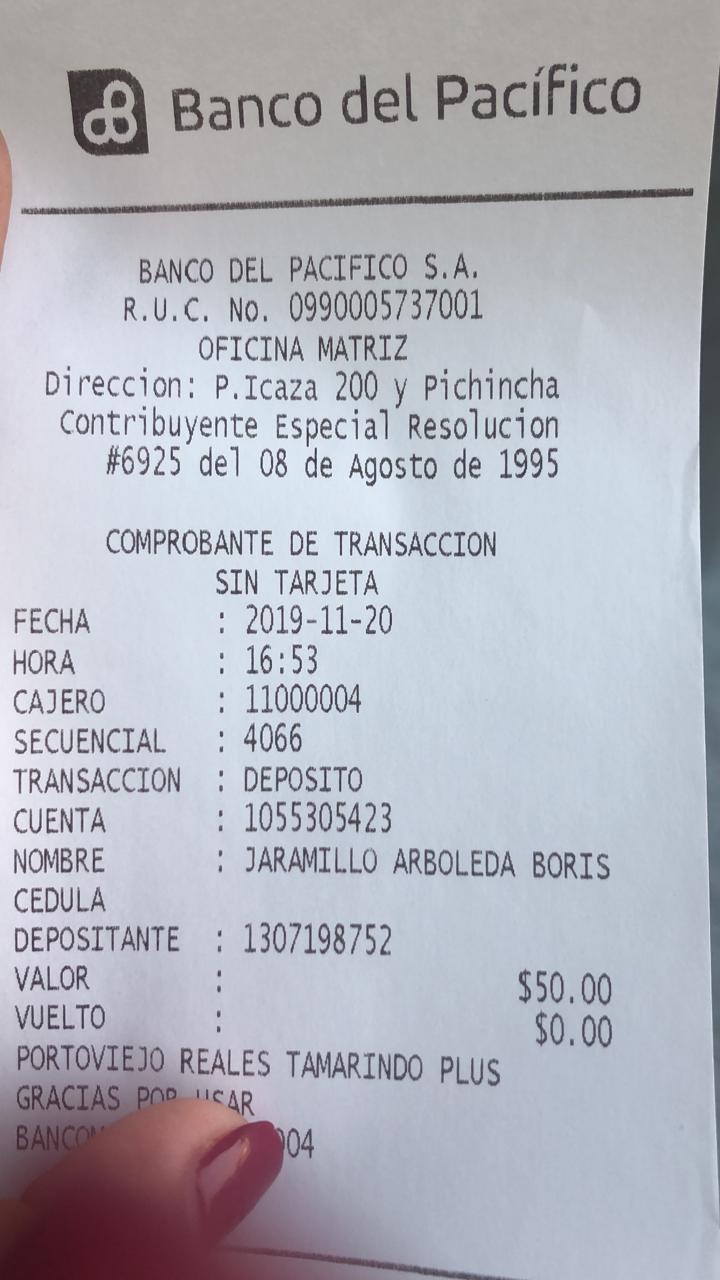 Banco del Pacífico
BANCO DEL PACIFICO S.A.
R.U.C. No. 0990005737001
OFICINA MATRIZ
Direccion: P.Icaza 200 y Pichincha
Contribuyente Especial Resolucion
#6925 del 08 de Agosto de 1995
COMPROBANTE DE TRANSACCION
SIN TARJETA
FECHA : 2019-11-20
HORA : 16:53
CAJERO : 11000004
SECUENCIAL : 4066
TRANSACCION : DEPOSITO
CUENTA : 1055305423
NOMBRE : JARAMILLO ARBOLEDA BORIS
CEDULA
DEPOSITANTE : 1307198752
VALOR : $50.00
VUELTO : $0.00
PORTOVIEJO REALES TAMARINDO PLUS
GRACIAS POR USAR